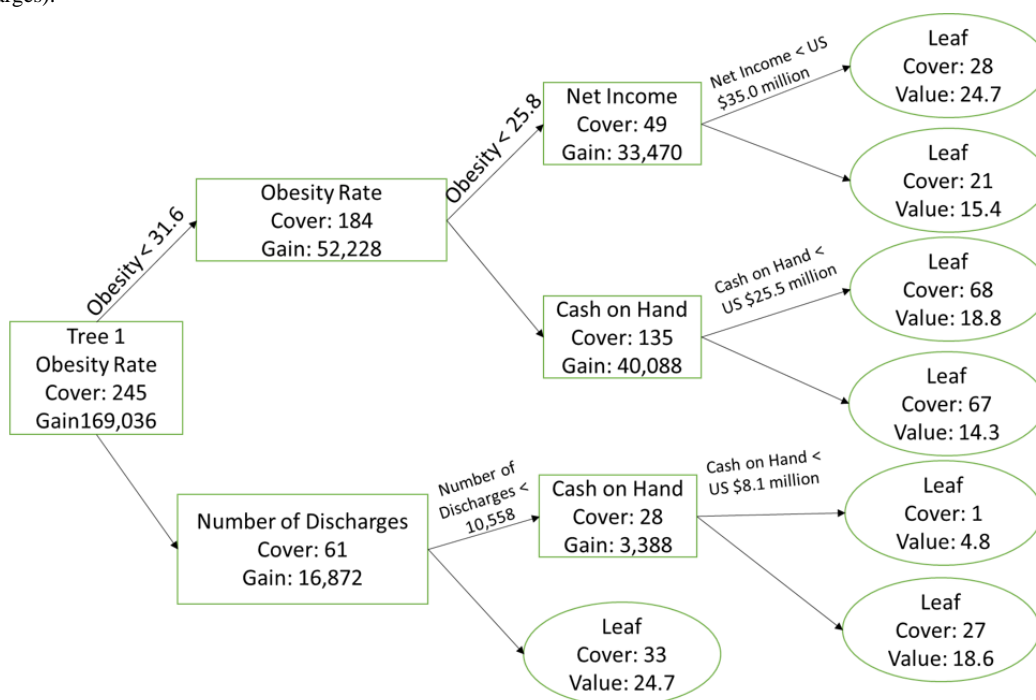 Tree 1
Obesity Rate
Cover: 245
Gain169,036
Obesity < 31.6
Obesity Rate
Cover: 184
Gain: 52,228
Obesity < 25.8
Net Income
Cover: 49
Gain: 33,470
Net Income < US
$35.0 million
Leaf
Cover: 28
Value: 24.7
Leaf
Cover: 21
Value: 15.4
Cash on Hand
Cover: 135
Gain: 40,088
Cash on Hand <
US $25.5 million
Leaf
Cover: 68
Value: 18.8
Leaf
Cover: 67
Value: 14.3
Number of Discharges
Cover: 61
Gain: 16,872
Number of
Discharges <
10,558
Cash on Hand
Cover: 28
Gain: 3,388
Cash on Hand <
US $8.1 million
Leaf
Cover: 1
Value: 4.8
Leaf
Cover: 27
Value: 18.6
Leaf
Cover: 33
Value: 24.7